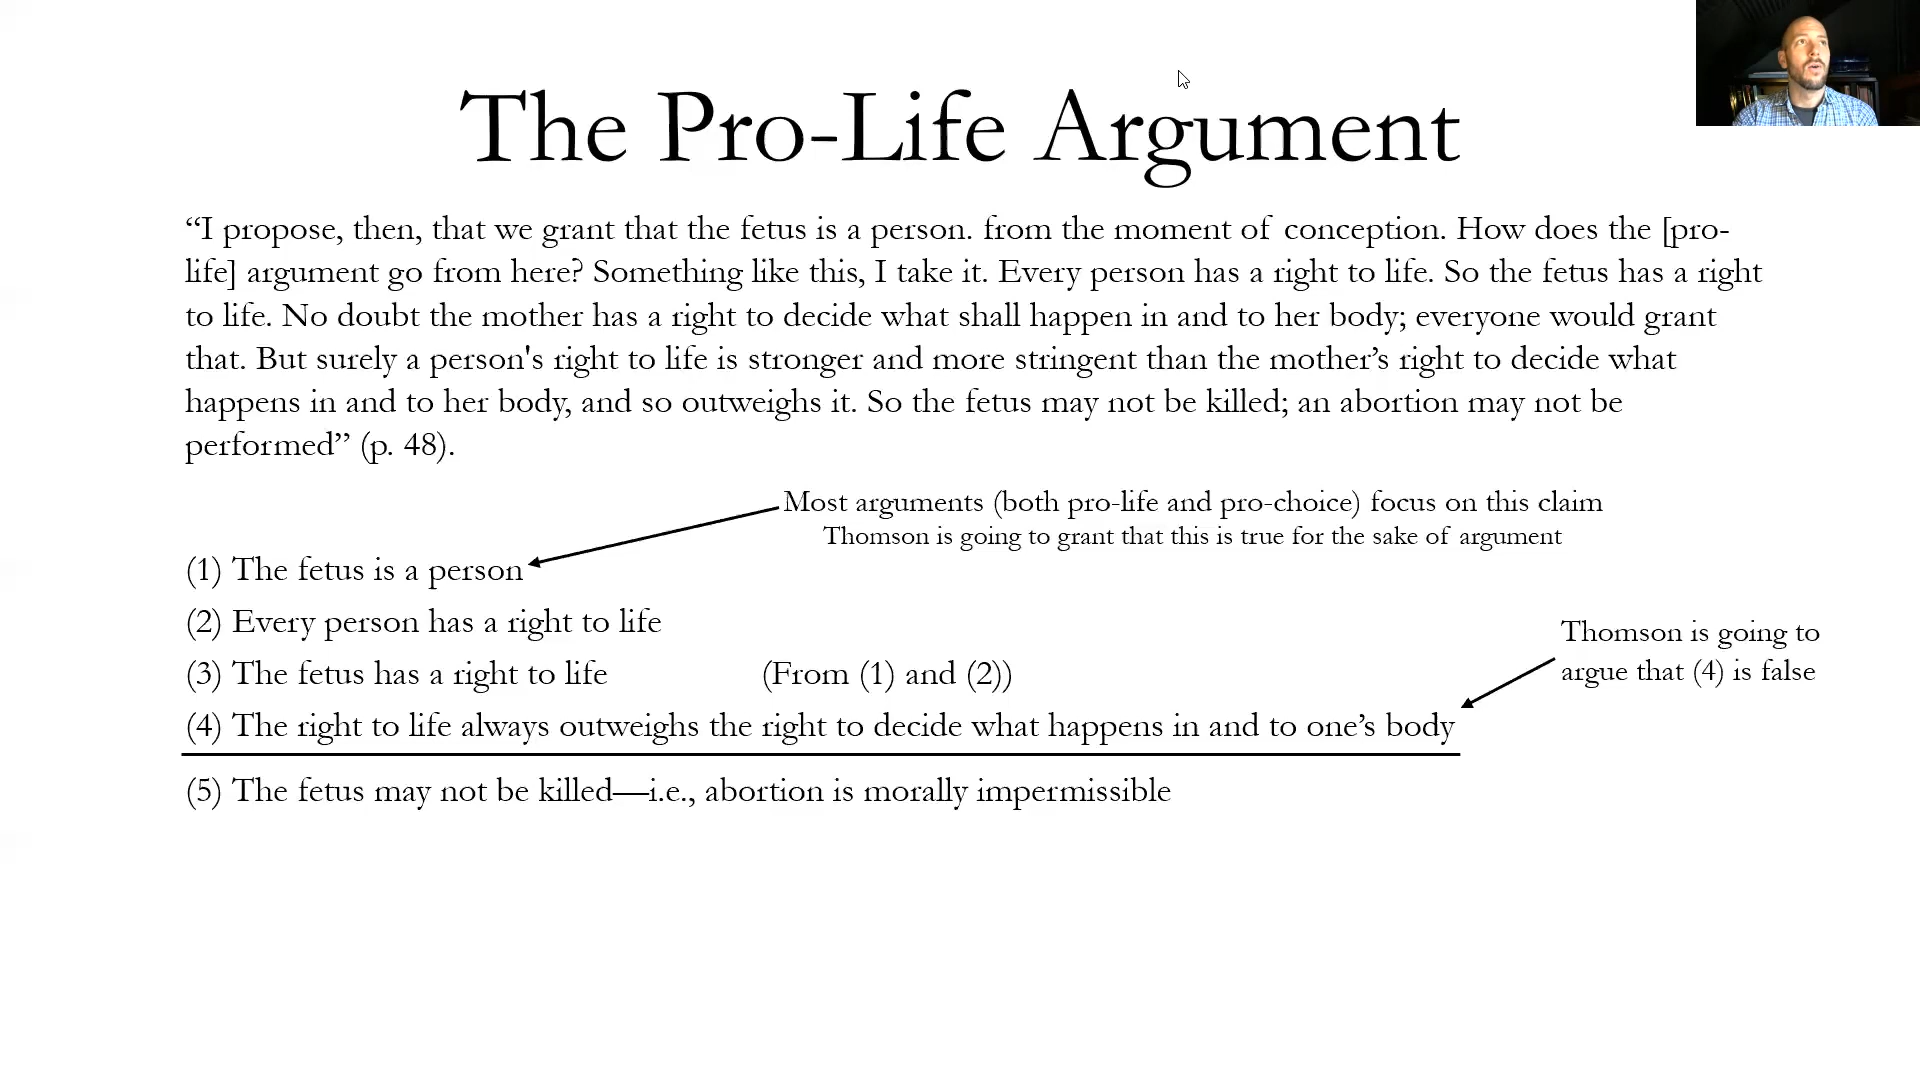 The Pro-Life Argument
“I propose, then, that we grant that the fetus is a person. from the moment of conception. How does the [pro-
life] argument go from here? Something like this, I take it. Every person has a right to life. So the fetus has a right
to life. No doubt the mother has a right to decide what shall happen in and to her body; everyone would grant
that. But surely a person's right to life is stronger and more stringent than the mother’s right to decide what
happens in and to her body, and so outweighs it. So the fetus may not be killed; an abortion may not be
performed” (p. 48).
Most arguments (both pro-life and pro-choice) focus on this claim
Thomson is going to grant that this is true for the sake of argument
(1) The fetus is a person
(2) Every person has a right to life
Thomson is going to
argue that (4) is false
(3) The fetus has a right to life (From (1) and (2))
(4) The right to life always outweighs the right to decide what happens in and to one’s body
(5) The fetus may not be killed—i.e., abortion is morally impermissible